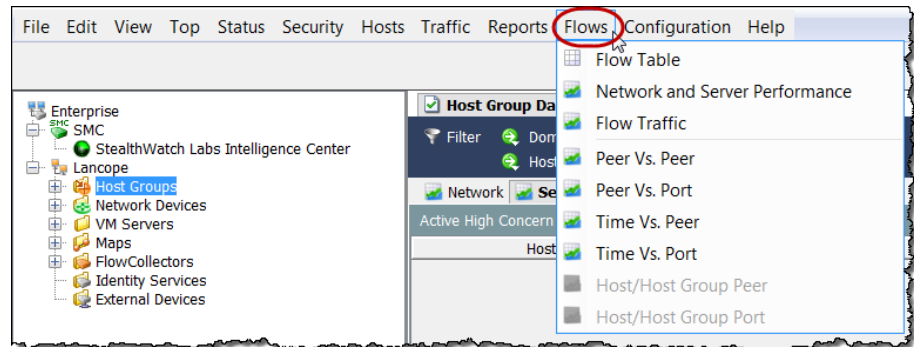 File Edit View Top Status Security Hosts Traffic Reports Flows Configuration Help
Enterprise
SMC
SMC
StealthWatch Labs Intelligence Center
Lancope
Host Groups
Network Devices
VM Servers
Maps
FlowCollectors
Identity Services
External Devices
Host Group Da
Filter Dom
Host
Network Se
Active High Concern
Host
Flow Table
Network and Server Performance
Flow Traffic
Peer Vs. Peer
Peer Vs. Port
Time Vs. Peer
Time Vs. Port
Host/Host Group Peer
Host/Host Group Port